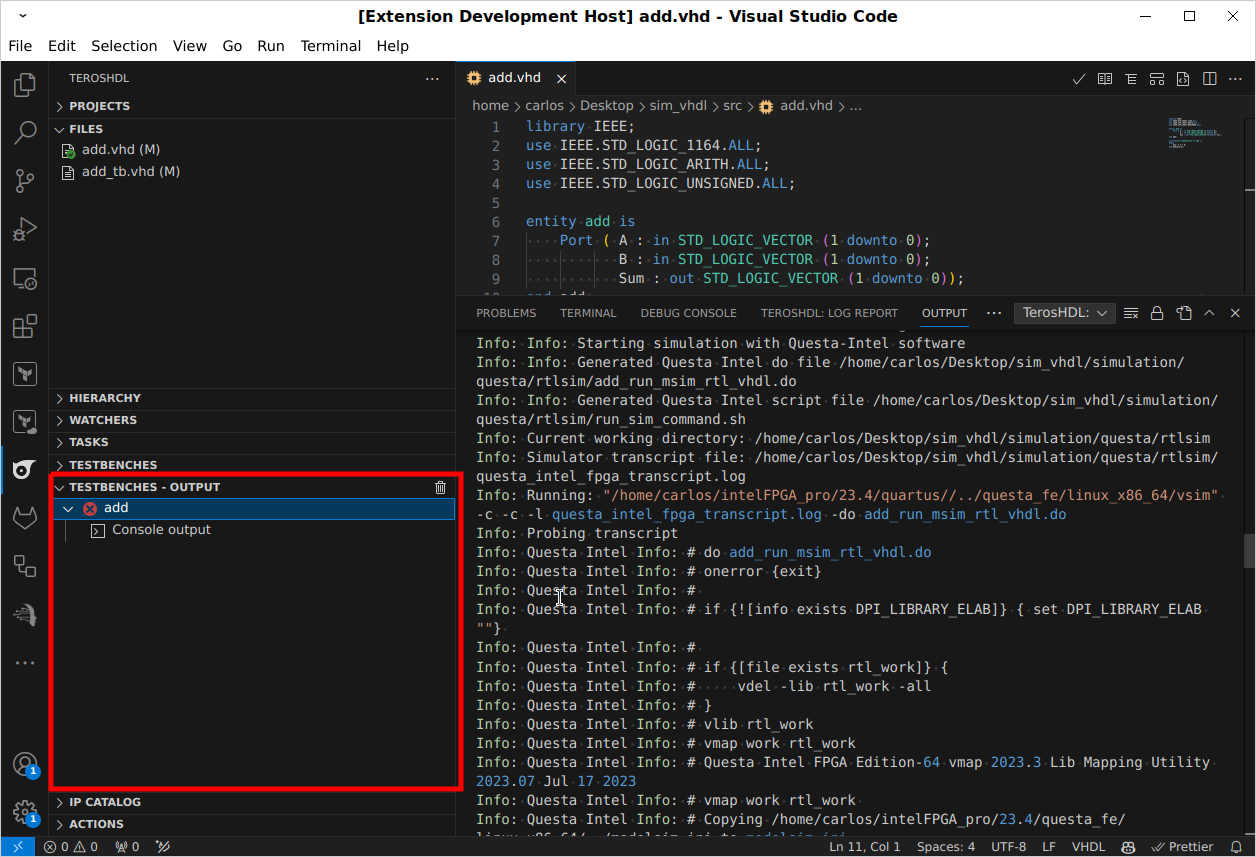 [Extension Development Host] add.vhd - Visual Studio Code
File Edit Selection View Go Run Terminal Help
TEROSHDL
PROJECTS
FILES
add.vhd (M)
add_tb.vhd (M)
HIERARCHY
WATCHERS
TASKS
TESTBENCHES
TESTBENCHES - OUTPUT
add
Console output
IP CATALOG
ACTIONS
1
1
add.vhd
home > carlos > Desktop > sim_vhdl > src > add.vhd > ...
1 library IEEE;
2 use IEEE.STD_LOGIC_1164.ALL;
3 use IEEE.STD_LOGIC_ARITH.ALL;
4 use IEEE.STD_LOGIC_UNSIGNED.ALL;
5
6 entity add is
7 Port ( A : in STD_LOGIC_VECTOR (1 downto 0);
8 B : in STD_LOGIC_VECTOR (1 downto 0);
9 Sum : out STD_LOGIC_VECTOR (1 downto 0));
PROBLEMS TERMINAL DEBUG CONSOLE TEROSHDL: LOG REPORT OUTPUT ... TerosHDL:
Info: Info: Starting simulation with Questa-Intel software
Info: Info: Generated Questa Intel do file /home/carlos/Desktop/sim_vhdl/simulation/
questa/rtlsim/add_run_msim_rtl_vhdl.do
Info: Info: Generated Questa Intel script file /home/carlos/Desktop/sim_vhdl/simulation/
questa/rtlsim/run_sim_command.sh
Info: Current working directory: /home/carlos/Desktop/sim_vhdl/simulation/questa/rtlsim
Info: Simulator transcript file: /home/carlos/Desktop/sim_vhdl/simulation/questa/rtlsim/
questa_intel_fpga_transcript.log
Info: Running: "/home/carlos/intelFPGA_pro/23.4/quartus//../questa_fe/linux_x86_64/vsim"
-c -c -l questa_intel_fpga_transcript.log -do add_run_msim_rtl_vhdl.do
Info: Probing transcript
Info: Questa Intel Info: # do add_run_msim_rtl_vhdl.do
Info: Questa Intel Info: # onerror {exit}
Info: Questa Intel Info: #
Info: Questa Intel Info: # if {![info exists DPI_LIBRARY_ELAB]} { set DPI_LIBRARY_ELAB
""}
Info: Questa Intel Info: #
Info: Questa Intel Info: # if {[file exists rtl_work]} {
Info: Questa Intel Info: # vdel -lib rtl_work -all
Info: Questa Intel Info: # }
Info: Questa Intel Info: # vlib rtl_work
Info: Questa Intel Info: # vmap work rtl_work
Info: Questa Intel Info: # Questa Intel FPGA Edition-64 vmap 2023.3 Lib Mapping Utility
2023.07 Jul 17 2023
Info: Questa Intel Info: # vmap work rtl_work
Info: Questa Intel Info: # Copying /home/carlos/intelFPGA_pro/23.4/questa_fe/
0 0 0 Ln 11, Col 1 Spaces: 4 UTF-8 LF VHDL Prettier